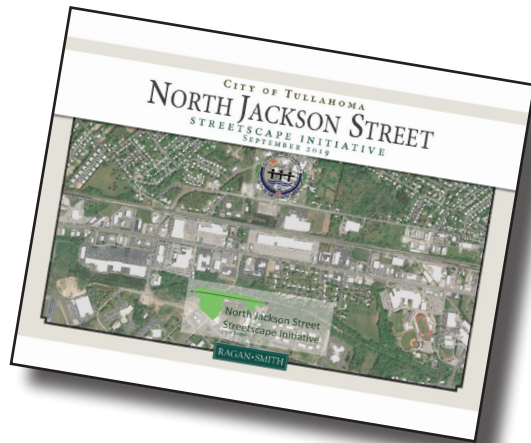 CITY OF TULLAHOMA
NORTH JACKSON STREET
STREETSCAPE INITIATIVE
SEPTEMBER 2019
North Jackson Street
Streetscape Initiative
RAGAN•SMITH